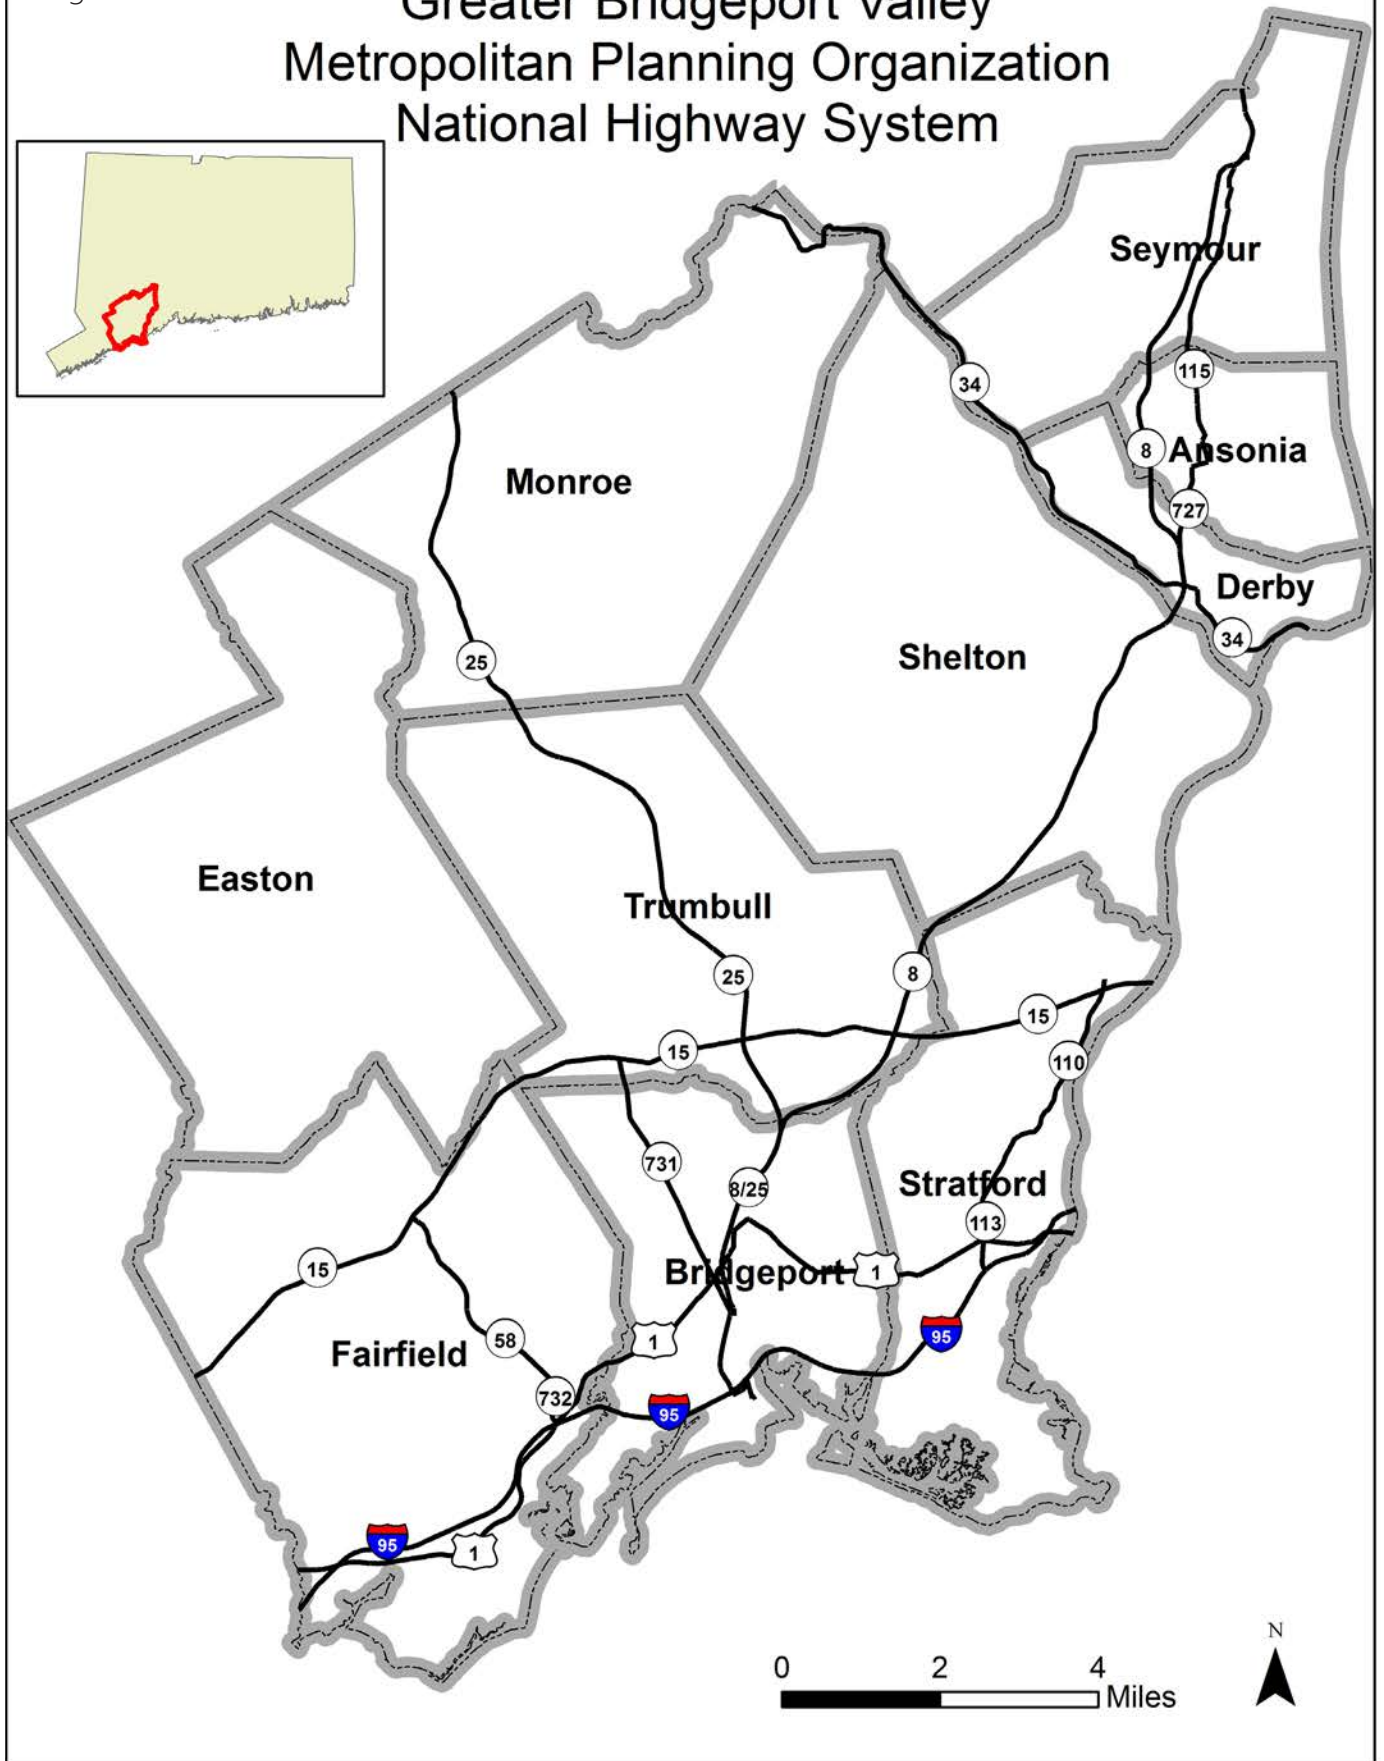 Greater Bridgeport Valley
Metropolitan Planning Organization
National Highway System
Seymour
34
115
8
Ansonia
Monroe
727
Derby
34
25
Shelton
Easton
Trumbull
25
8
15
15
110
731
8/25
Stratford
113
15
Bridgeport
1
58
1
95
Fairfield
732
95
95
1
N
0 2 4
Miles